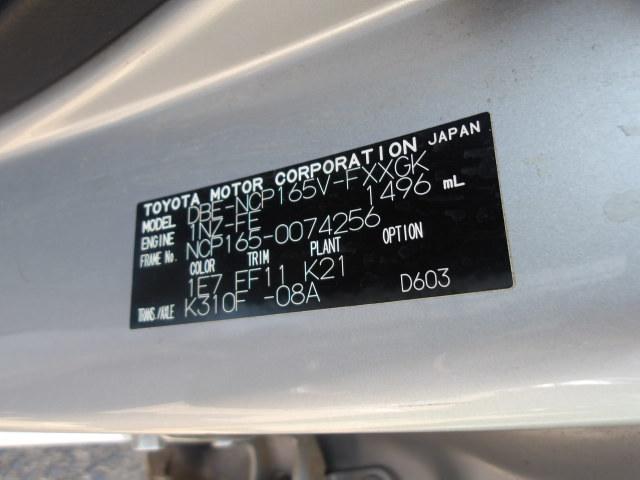 TOYOTA MOTOR CORPORATION JAPAN
MODEL DBE-NCP165V-FXXGK
ENGINE 1NZ-FE 1496 mL
FRAME No. NCP165-0074256
COLOR TRIM PLANT OPTION
1E7 FF11 K21
TRANS./AXLE K310F -08A D603